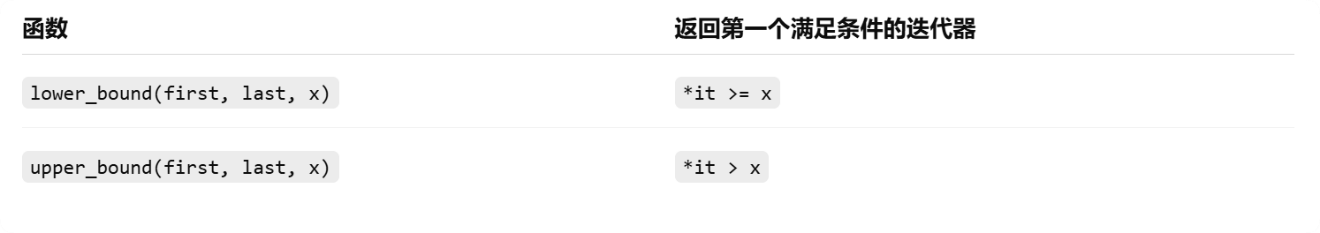 函数 返回第一个满足条件的迭代器
lower_bound(first, last, x) *it >= x
upper_bound(first, last, x) *it > x